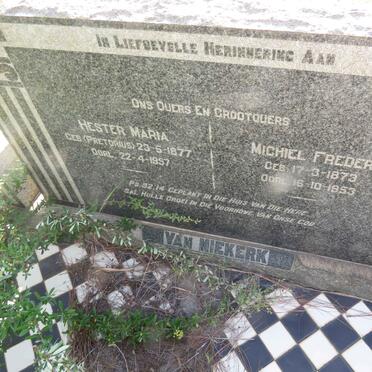 IN LIEFDEVOLLE HERINNERING AAN
ONS OUERS EN GROOTOUERS
HESTER MARIA
GEB (PRETORIUS) 23-5-1877
OORL. 22-4-1957
MICHIEL FREDER
GEB. 17-3-1873
OORL. 16-10-1953
PS. 92.14 GEPLANT IN DIE HUIS VAN DIE HERE
SAL HULLE GROEI IN DIE VOORHOWE VAN ONSE GOD
VAN NIEKERK